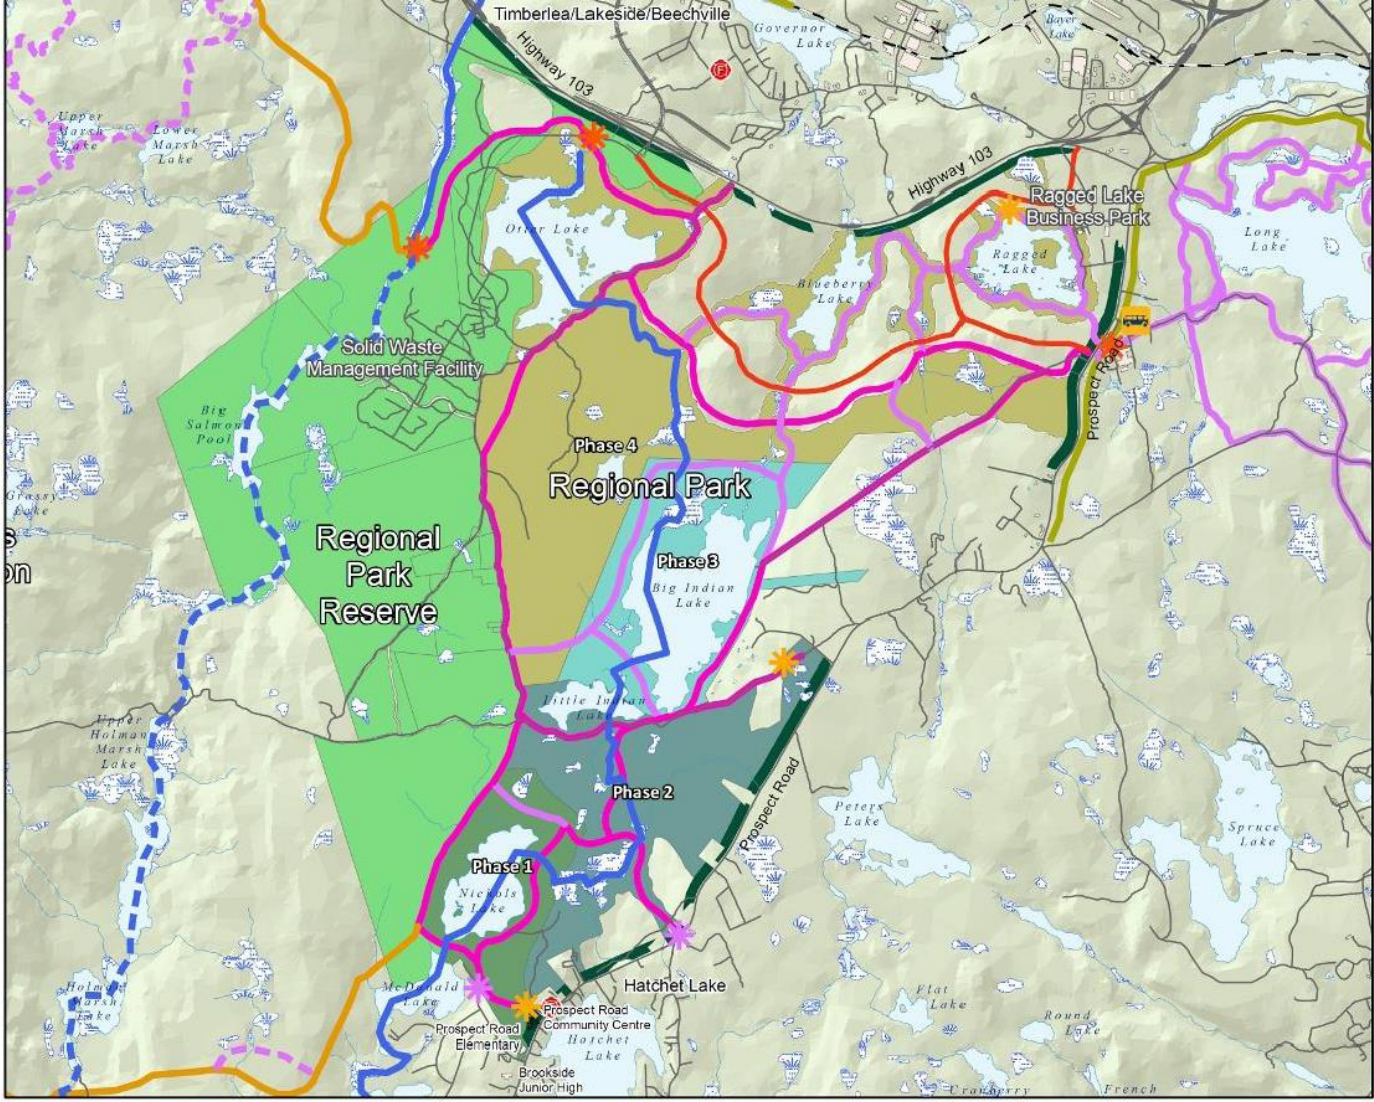 Timberlea/Lakeside/Beechville
Governor
Lake
Bayer
Lake
Highway 103
F
Upper
Marsh
Lake
Lower
Marsh
Lake
Highway 103
Ragged Lake
Business Park
Otter Lake
Long
Lake
Ragged
Lake
Blueberry
Lake
Solid Waste
Management Facility
Prospect Road
Big
Salmon
Pool
Phase 4
Regional Park
Grassy
Lake
s
on
Regional
Park
Reserve
Phase 3
Big Indian
Lake
Little Indian
Lake
Upper
Holman
Marsh
Lake
Phase 2
Prospect Road
Peters
Lake
Spruce
Lake
Phase 1
Nichols
Lake
Holman
Marsh
Lake
McDonald
Lake
Hatchet Lake
Flat
Lake
Prospect Road
Community Centre
Prospect Road
Elementary
Round
Lake
Hatchet
Lake
Brookside
Junior High
Cranberry
French